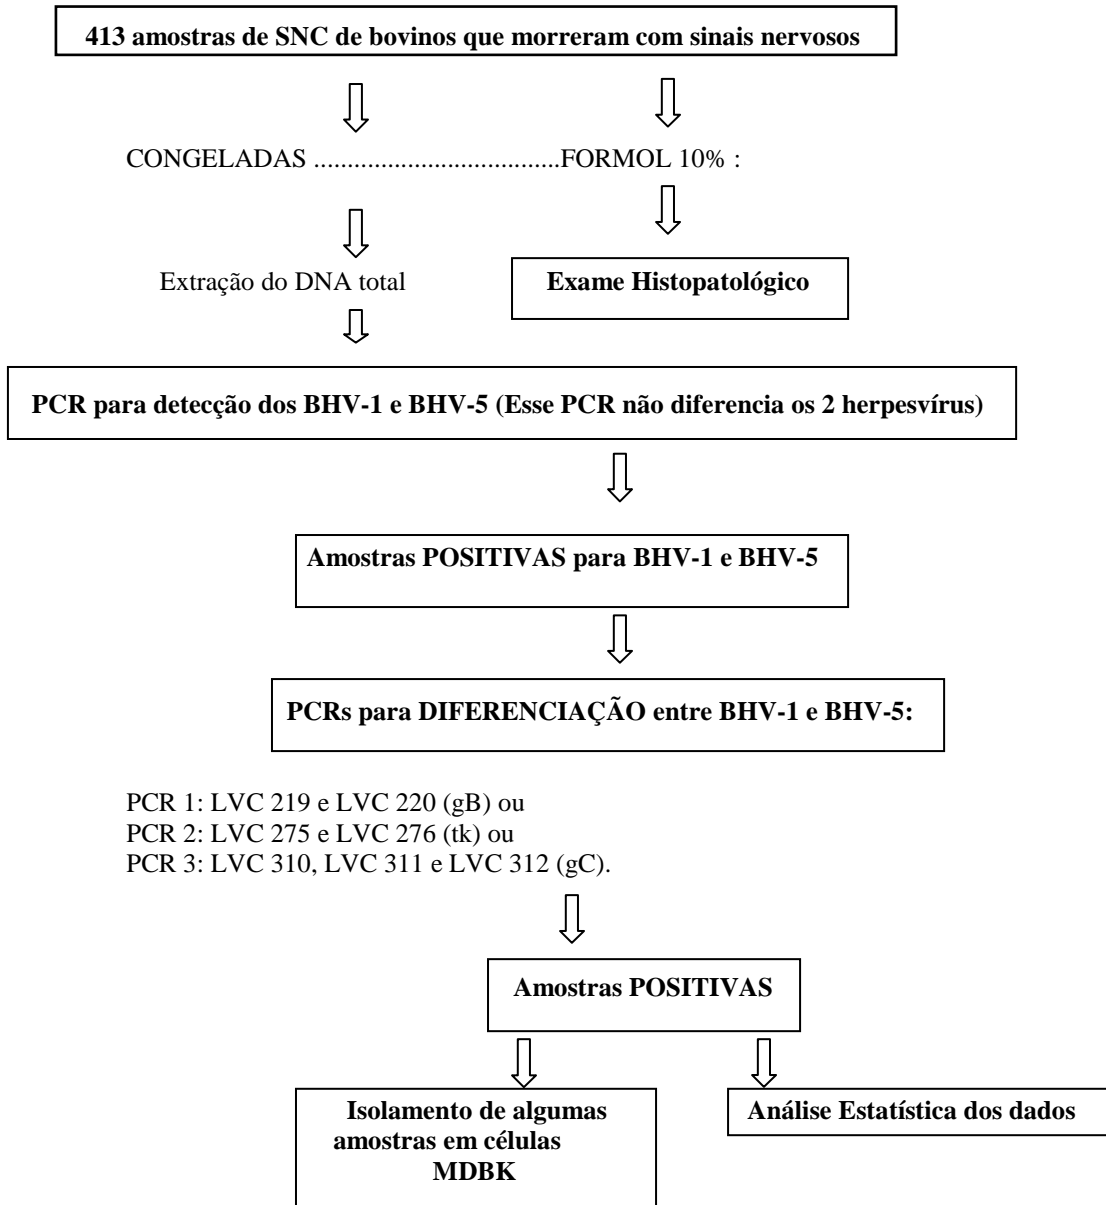 413 amostras de SNC de bovinos que morreram com sinais nervosos
CONGELADAS .....................................FORMOL 10% :
Extração do DNA total
Exame Histopatológico
PCR para detecção dos BHV-1 e BHV-5 (Esse PCR não diferencia os 2 herpesvírus)
Amostras POSITIVAS para BHV-1 e BHV-5
PCRs para DIFERENCIAÇÃO entre BHV-1 e BHV-5:
PCR 1: LVC 219 e LVC 220 (gB) ou
PCR 2: LVC 275 e LVC 276 (tk) ou
PCR 3: LVC 310, LVC 311 e LVC 312 (gC).
Amostras POSITIVAS
Isolamento de algumas
amostras em células
MDBK
Análise Estatística dos dados